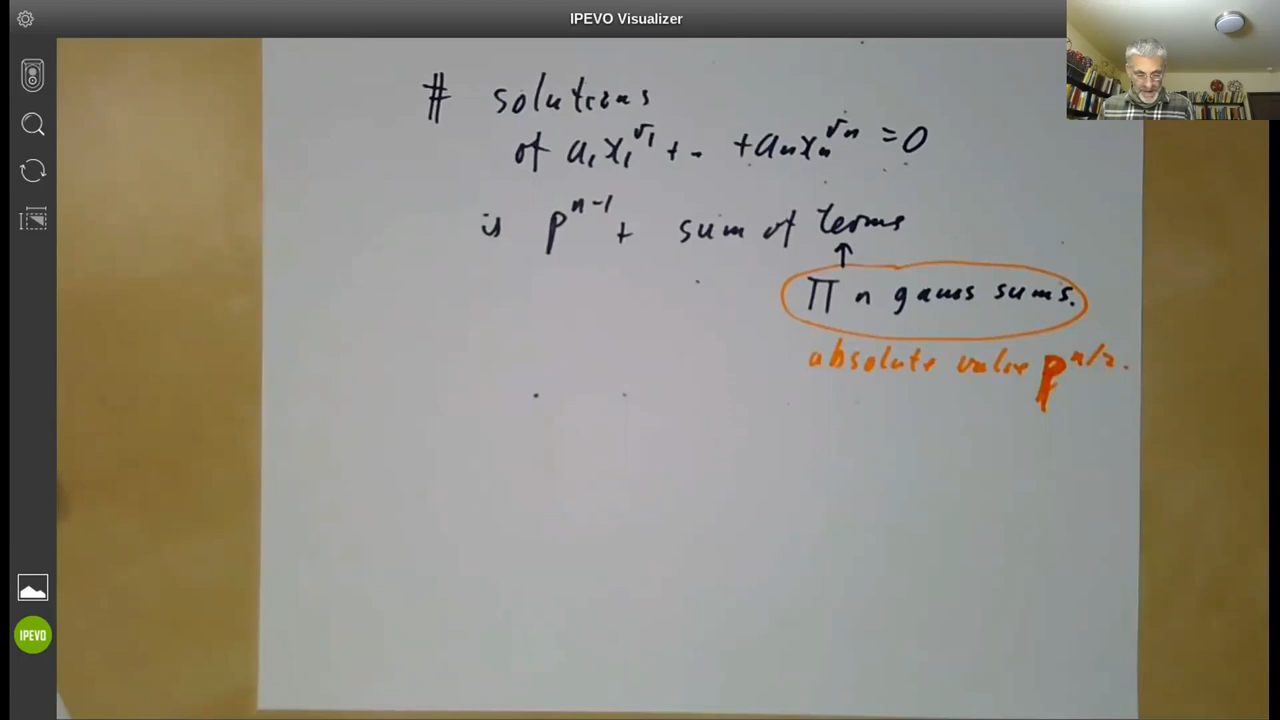 IPEVO Visualizer
# solutions
of a₁x₁^r₁ + .. + aₙxₙ^rₙ = 0
is p^n-1 + sum of terms
↑
∏ n gauss sums.
absolute value p^n/2.
IPEVO